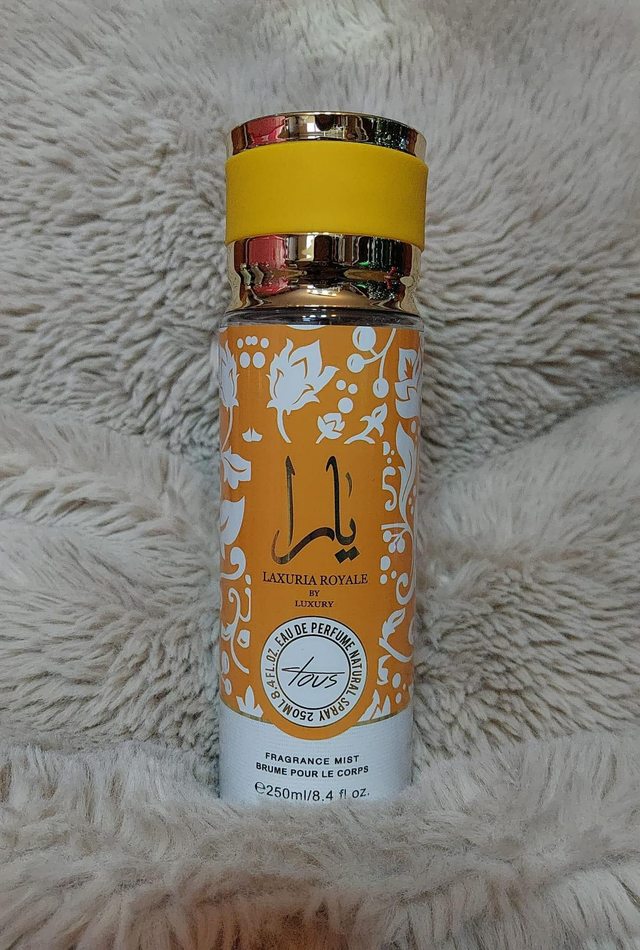 يارا
LAXURIA ROYALE
BY
LUXURY
EAU DE PERFUME NATURAL SPRAY 250ML 8.4FL.OZ.
tous
FRAGRANCE MIST
BRUME POUR LE CORPS
℮250ml/8.4 fl oz.